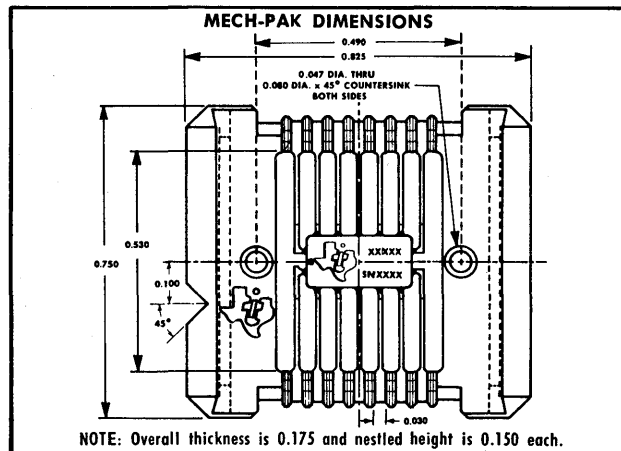 MECH-PAK DIMENSIONS
0.490
0.825
0.047 DIA. THRU
0.080 DIA. x 45° COUNTERSINK
BOTH SIDES
0.530
0.750
0.100
45°
XXXXXX
SNXXXX
0.030
NOTE: Overall thickness is 0.175 and nestled height is 0.150 each.